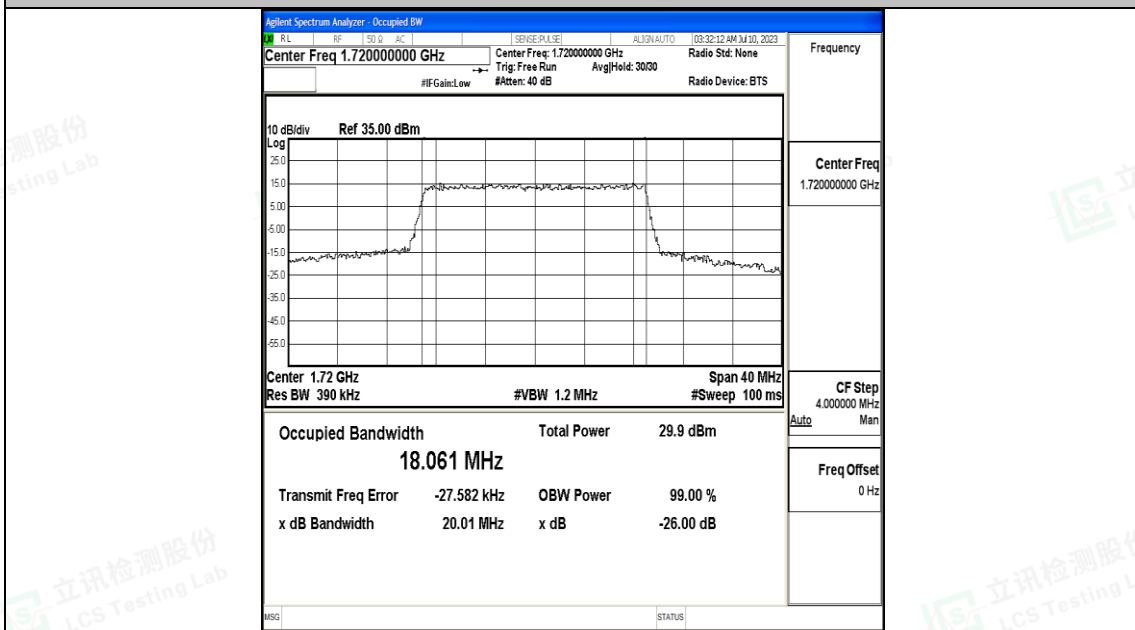 Agilent Spectrum Analyzer - Occupied BW
RL RF 50 Ω AC SENSE:PULSE ALIGN AUTO 03:32:12 AM Jul 10, 2023
Center Freq 1.720000000 GHz
Center Freq: 1.720000000 GHz Radio Std: None
Trig: Free Run Avg|Hold: 30/30
#IFGain:Low #Atten: 40 dB Radio Device: BTS
10 dB/div Ref 35.00 dBm
Log
25.0
15.0
5.00
-5.00
-15.0
-25.0
-35.0
-45.0
-55.0
Center 1.72 GHz Span 40 MHz
Res BW 390 kHz #VBW 1.2 MHz #Sweep 100 ms
Occupied Bandwidth Total Power 29.9 dBm
18.061 MHz
Transmit Freq Error -27.582 kHz OBW Power 99.00 %
x dB Bandwidth 20.01 MHz x dB -26.00 dB
MSG STATUS
Frequency
Center Freq
1.720000000 GHz
CF Step
4.000000 MHz
Auto Man
Freq Offset
0 Hz
测股份
sting Lab
立
立讯检测股份
LCS Testing Lab
立讯检测股份
LCS Testing L